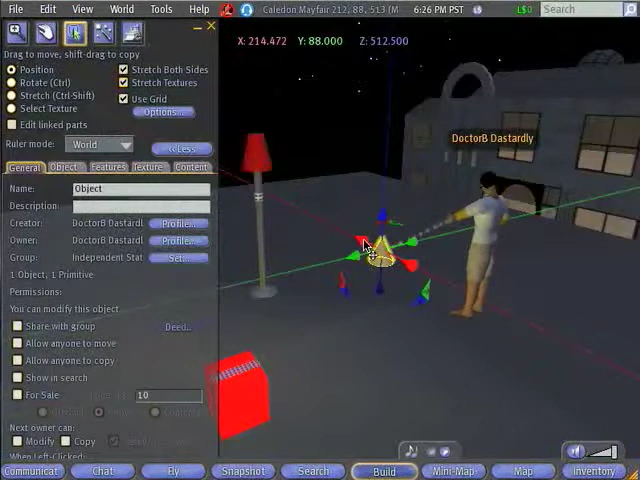 File Edit View World Tools Help Caledon Mayfair 212, 88, 513 (M 6:26 PM PST L$0 Search
X: 214.472 Y: 88.000 Z: 512.500
Drag to move, shift-drag to copy
Position Stretch Both Sides
Rotate (Ctrl) Stretch Textures
Stretch (Ctrl-Shift) Use Grid
Select Texture Options...
Edit linked parts
Ruler mode: World << Less
DoctorB Dastardly
General Object Features Texture Content
Name: Object
Description:
Creator: DoctorB Dastardl Profile...
Owner: DoctorB Dastardl Profile...
Group: Independent Stat Set...
1 Object, 1 Primitive
Permissions:
You can modify this object
Share with group Deed...
Allow anyone to move
Allow anyone to copy
Show in search
For Sale 10
Next owner can:
Modify Copy
When Left-Clicked:
Communicat Chat Fly Snapshot Search Build Mini-Map Map Inventory